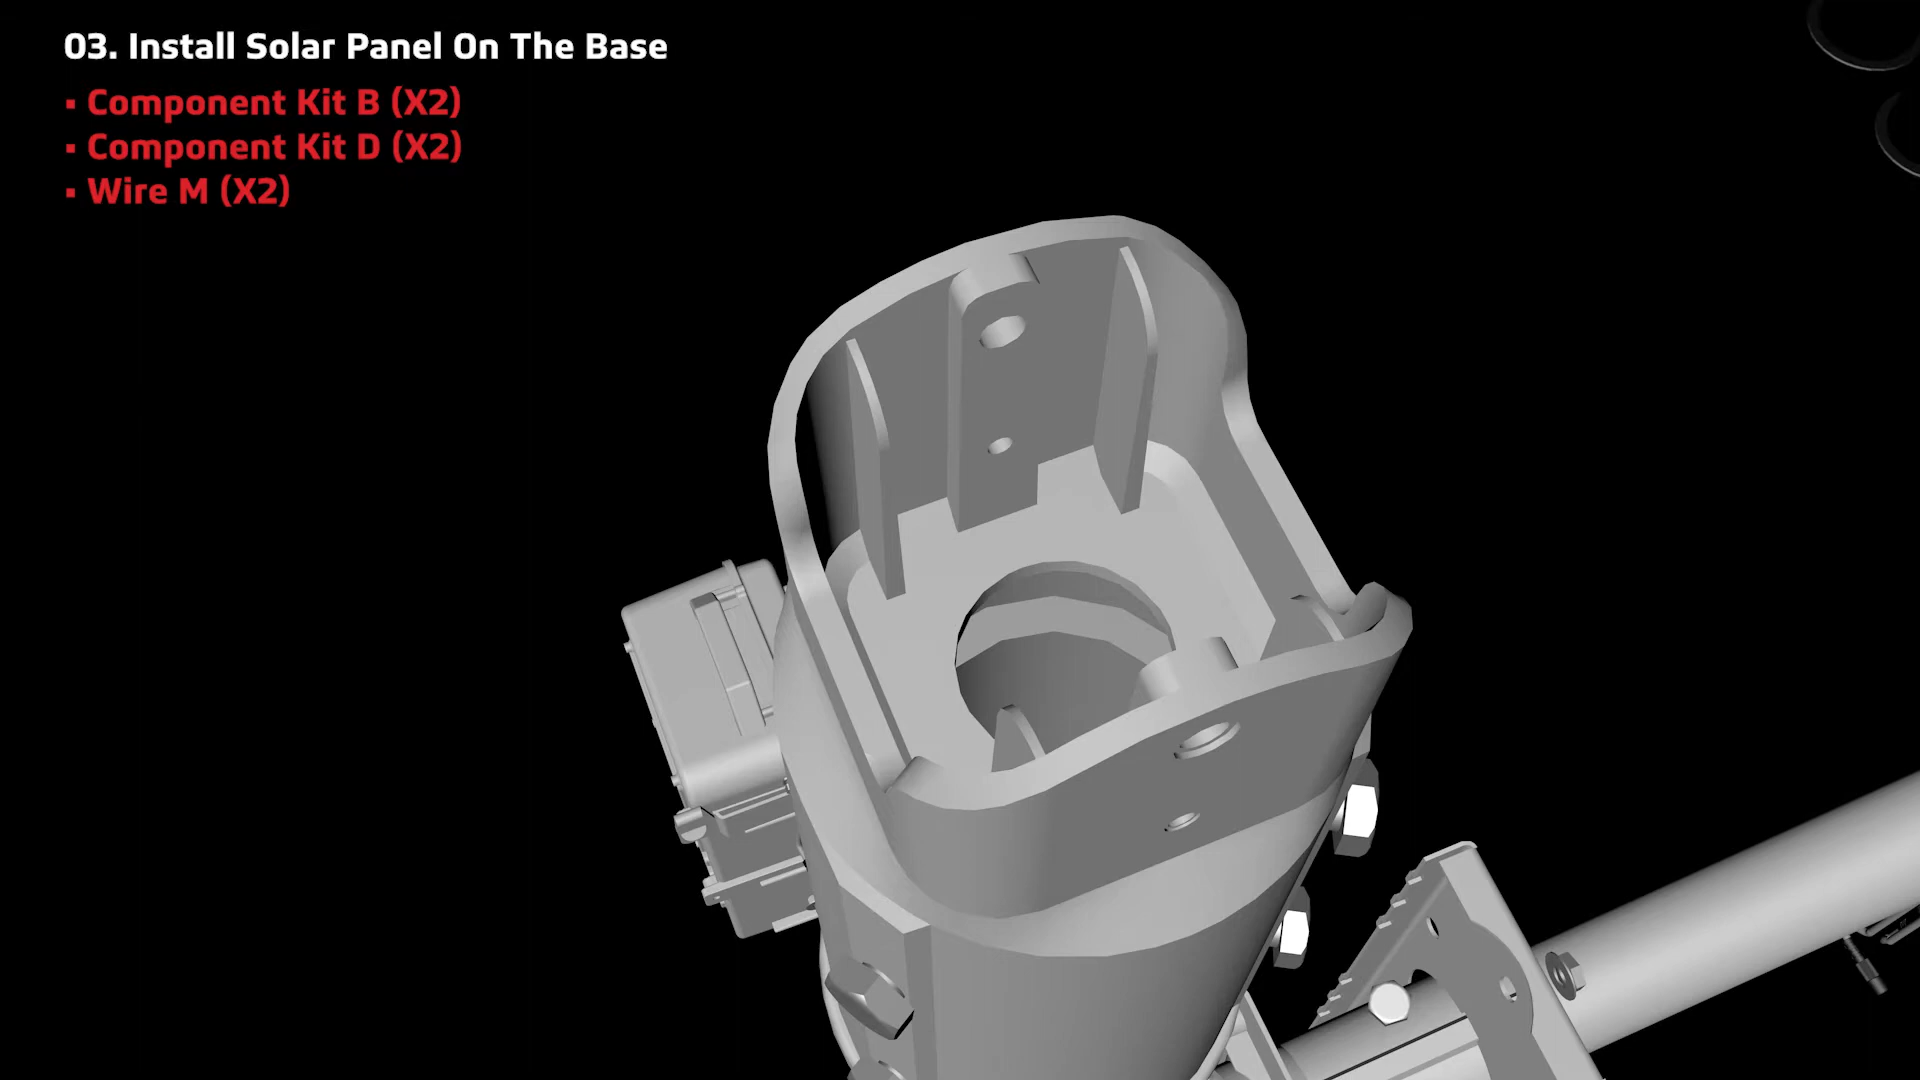 03. Install Solar Panel On The Base
▪ Component Kit B (X2)
▪ Component Kit D (X2)
▪ Wire M (X2)